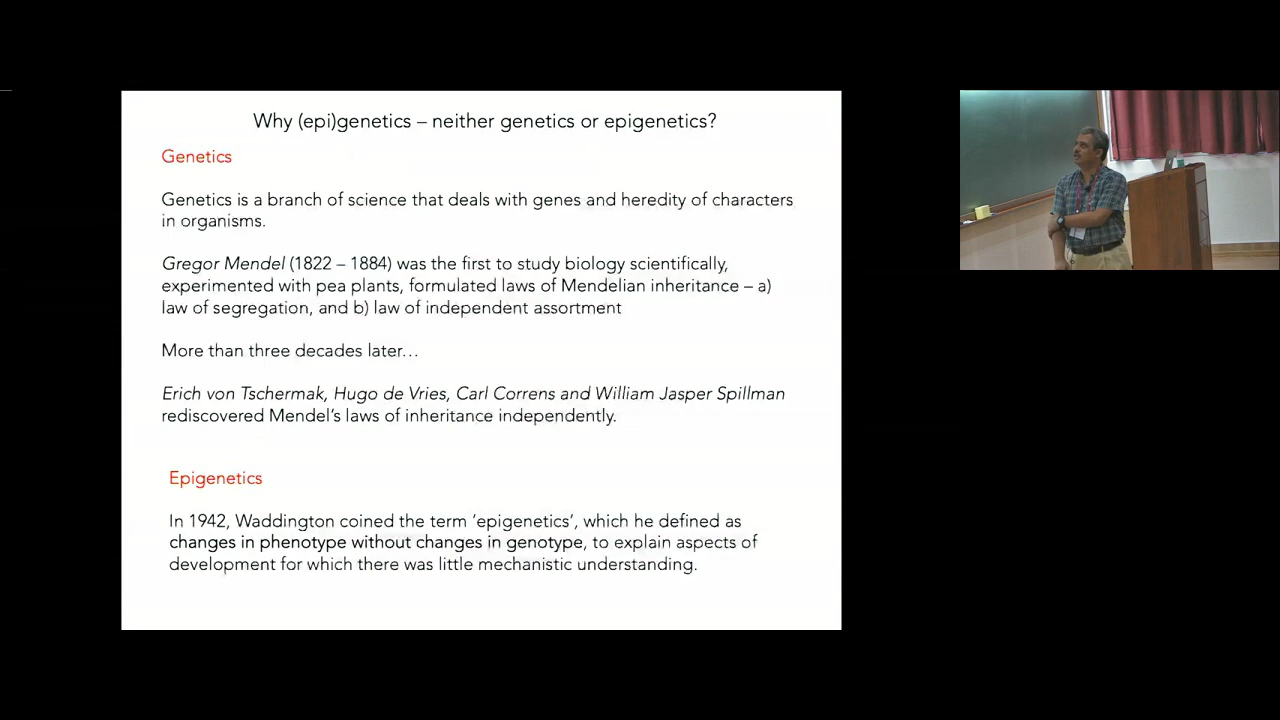 Why (epi)genetics – neither genetics or epigenetics?
Genetics
Genetics is a branch of science that deals with genes and heredity of characters
in organisms.
Gregor Mendel (1822 – 1884) was the first to study biology scientifically,
experimented with pea plants, formulated laws of Mendelian inheritance – a)
law of segregation, and b) law of independent assortment
More than three decades later…
Erich von Tschermak, Hugo de Vries, Carl Correns and William Jasper Spillman
rediscovered Mendel’s laws of inheritance independently.
Epigenetics
In 1942, Waddington coined the term ‘epigenetics’, which he defined as
changes in phenotype without changes in genotype, to explain aspects of
development for which there was little mechanistic understanding.